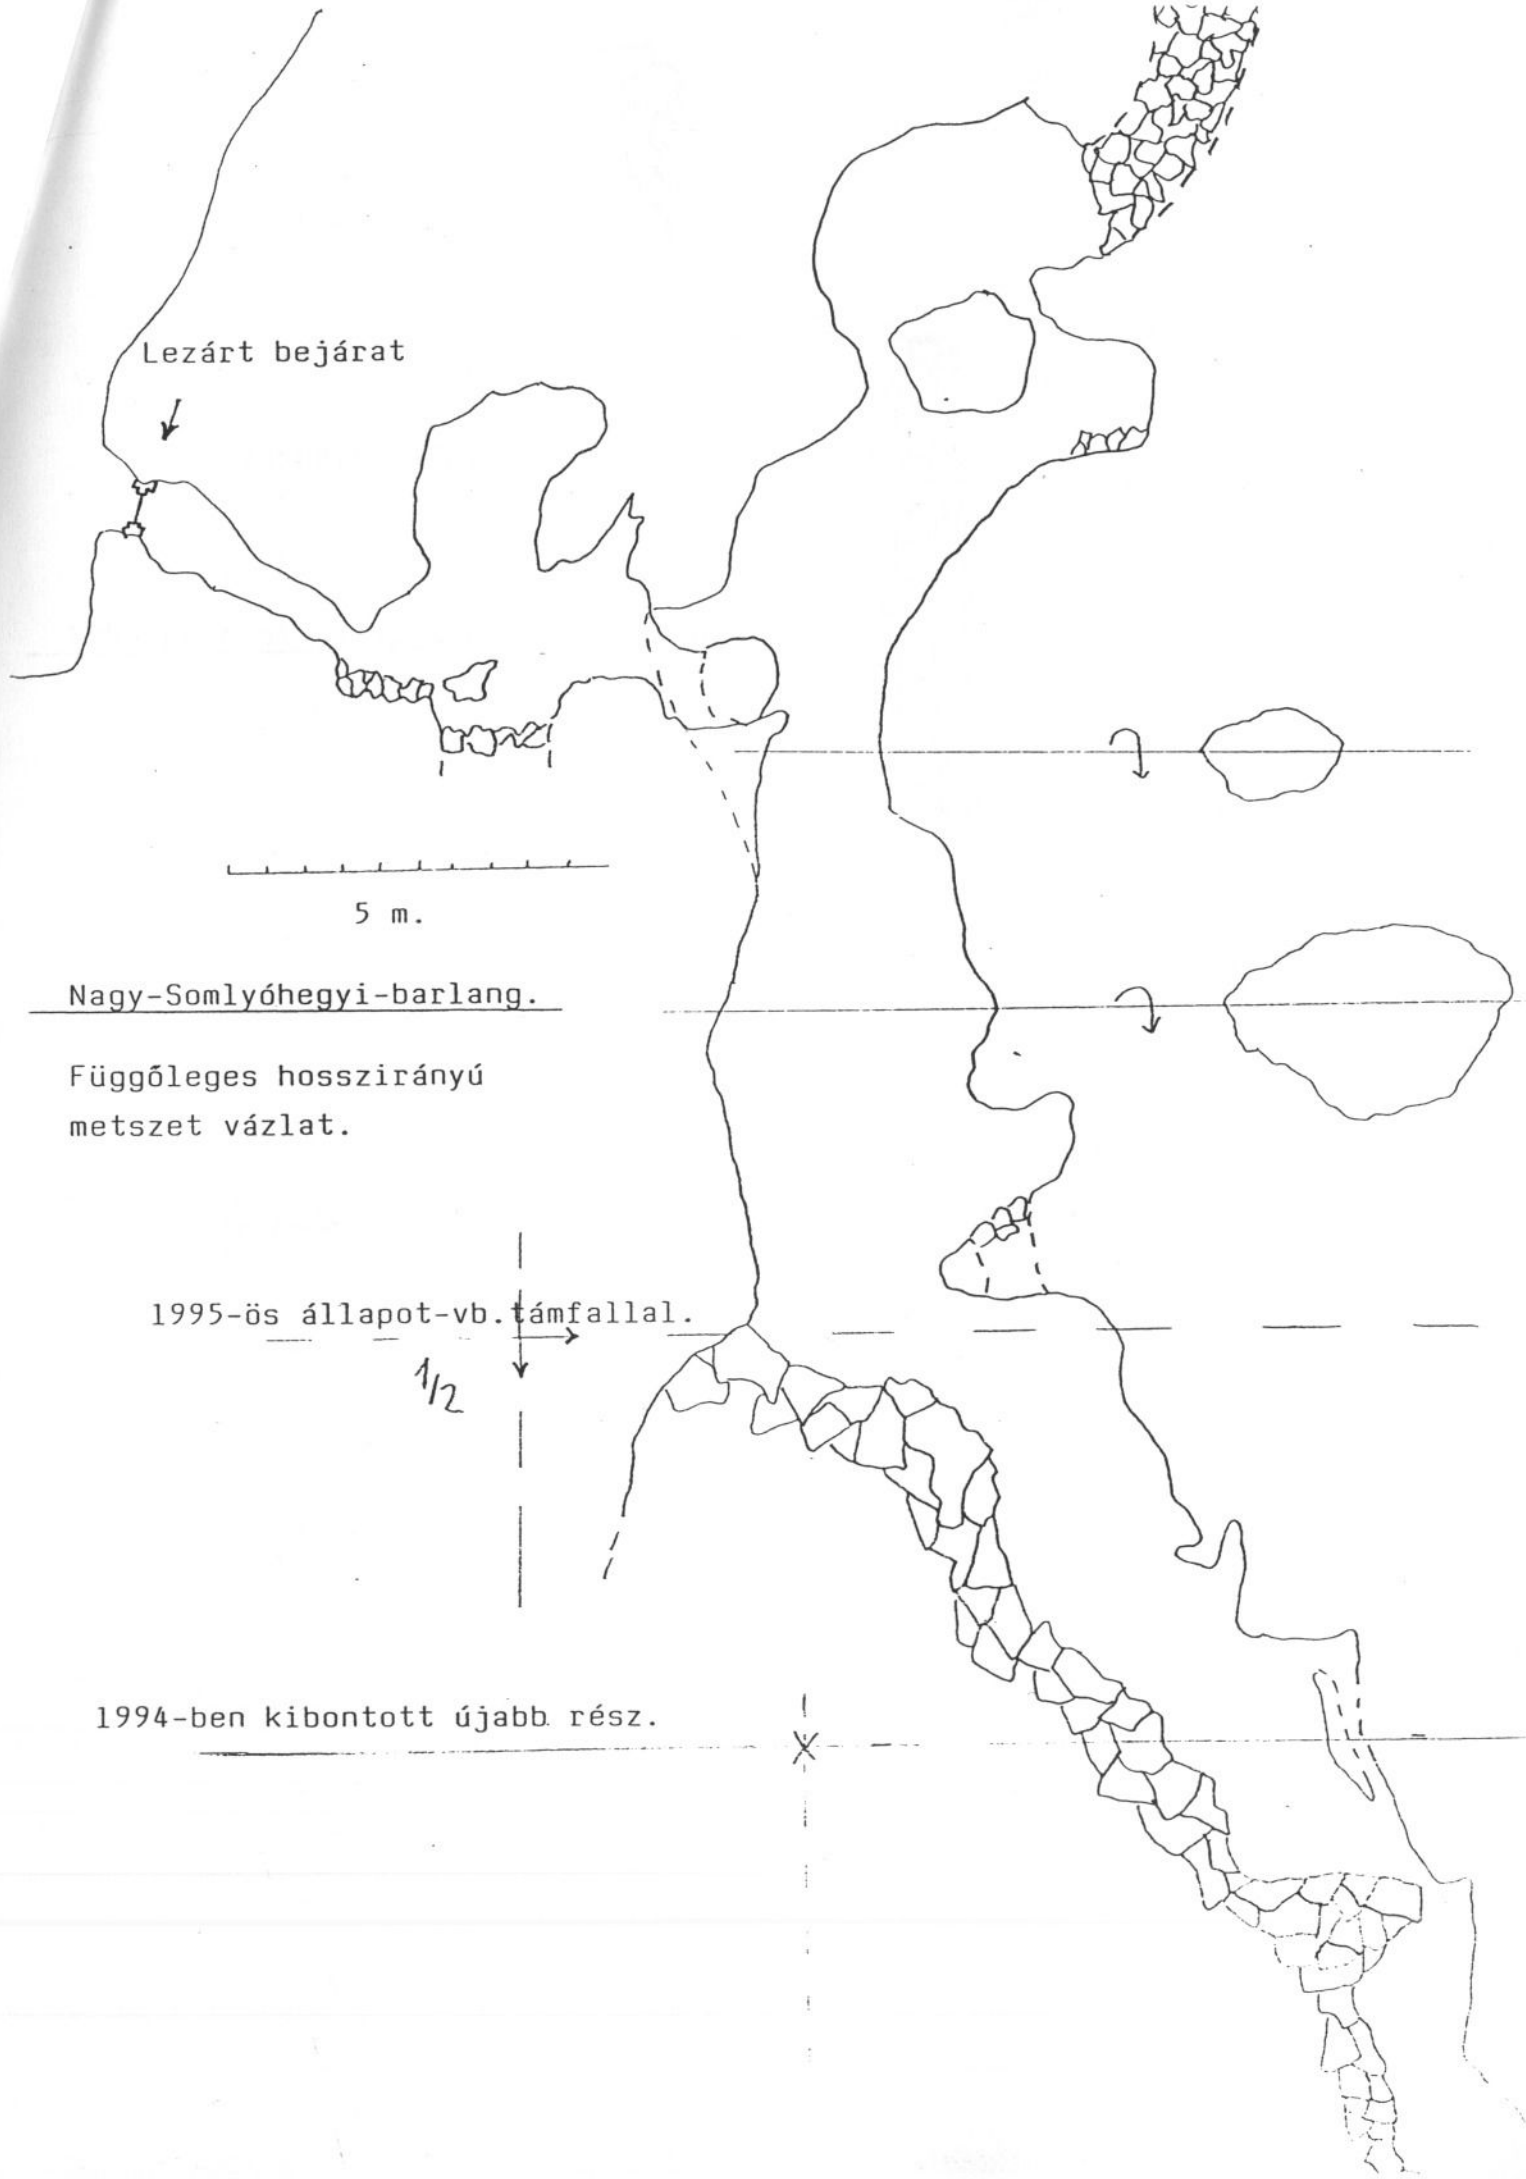 Lezárt bejárat
5 m.
Nagy-Somlyóhegyi-barlang.
Függőleges hosszirányú
metszet vázlat.
1995-ös állapot-vb.támfallal.
1/2
1994-ben kibontott újabb rész.